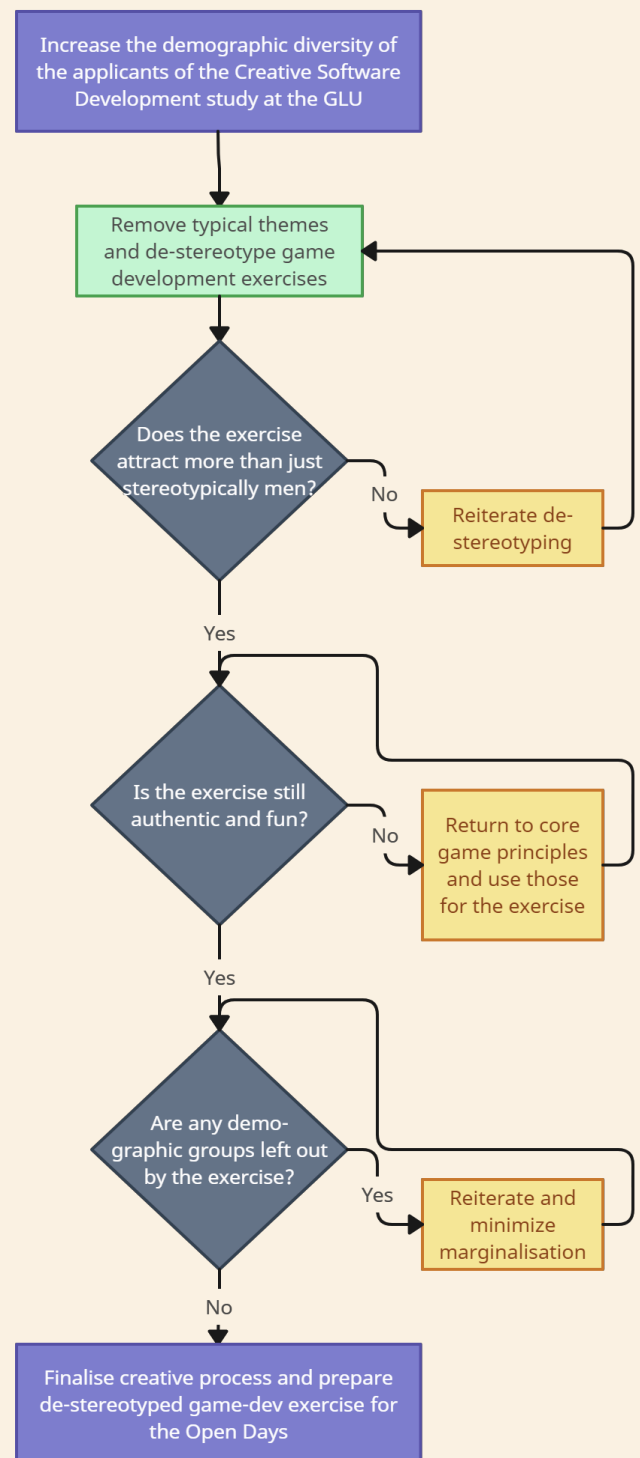 Increase the demographic diversity of
the applicants of the Creative Software
Development study at the GLU
Remove typical themes
and de-stereotype game
development exercises
Does the exercise
attract more than just
stereotypically men?
No
Reiterate de-
stereotyping
Yes
Is the exercise still
authentic and fun?
No
Return to core
game principles
and use those
for the exercise
Yes
Are any demo-
graphic groups left out
by the exercise?
Yes
Reiterate and
minimize
marginalisation
No
Finalise creative process and prepare
de-stereotyped game-dev exercise for
the Open Days